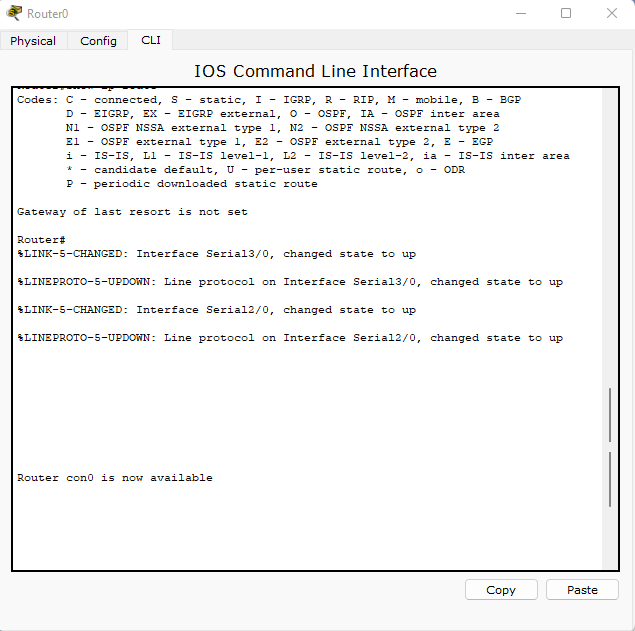 Router0
Physical Config CLI
IOS Command Line Interface
Codes: C - connected, S - static, I - IGRP, R - RIP, M - mobile, B - BGP
D - EIGRP, EX - EIGRP external, O - OSPF, IA - OSPF inter area
N1 - OSPF NSSA external type 1, N2 - OSPF NSSA external type 2
E1 - OSPF external type 1, E2 - OSPF external type 2, E - EGP
i - IS-IS, L1 - IS-IS level-1, L2 - IS-IS level-2, ia - IS-IS inter area
* - candidate default, U - per-user static route, o - ODR
P - periodic downloaded static route
Gateway of last resort is not set
Router#
%LINK-5-CHANGED: Interface Serial3/0, changed state to up
%LINEPROTO-5-UPDOWN: Line protocol on Interface Serial3/0, changed state to up
%LINK-5-CHANGED: Interface Serial2/0, changed state to up
%LINEPROTO-5-UPDOWN: Line protocol on Interface Serial2/0, changed state to up
Router con0 is now available
Copy Paste